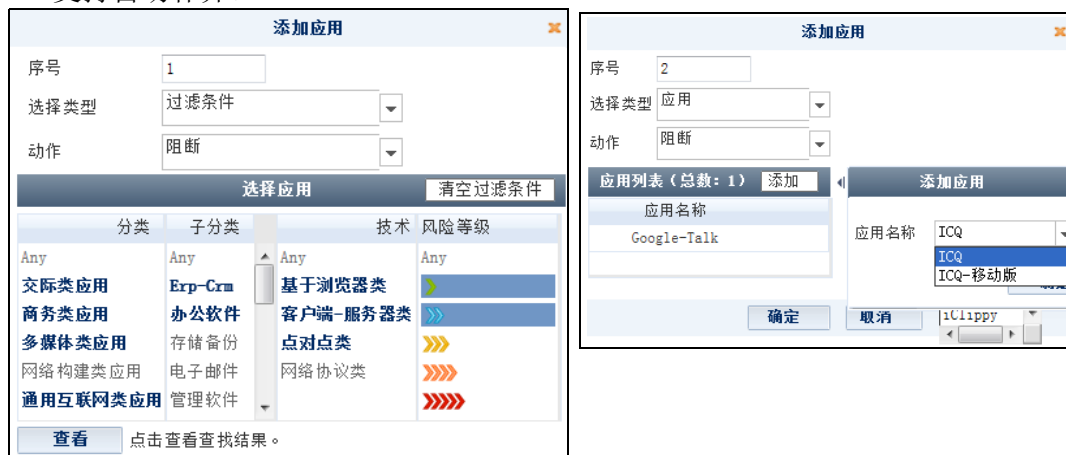 添加应用
序号 1
选择类型 过滤条件
动作 阻断
选择应用 清空过滤条件
分类 子分类 技术 风险等级
Any Any Any Any
交际类应用 Erp-Crm 基于浏览器类
商务类应用 办公软件 客户端-服务器类
多媒体类应用 存储备份 点对点类
网络构建类应用 电子邮件 网络协议类
通用互联网类应用 管理软件
查看 点击查看查找结果。
添加应用
序号 2
选择类型 应用
动作 阻断
应用列表(总数: 1) 添加
应用名称
Google-Talk
添加应用
应用名称 ICQ
ICQ
ICQ-移动版
iClippy
确定 取消